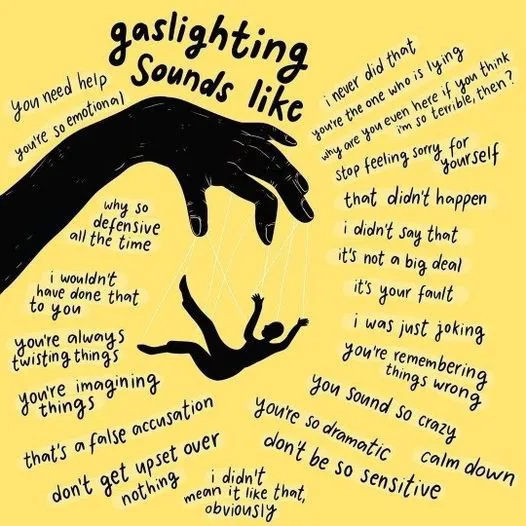 gaslighting
sounds like
you need help
you're so emotional
why so
defensive
all the time
i wouldn't
have done that
to you
you're always
twisting things
you're imagining
things
that's a false accusation
don't get upset over
nothing
i didn't
mean it like that,
obviously
i never did that
you're the one who is lying
why are you even here if you think
i'm so terrible, then?
stop feeling sorry for
yourself
that didn't happen
i didn't say that
it's not a big deal
it's your fault
i was just joking
you're remembering
things wrong
you sound so crazy
you're so dramatic
calm down
don't be so sensitive